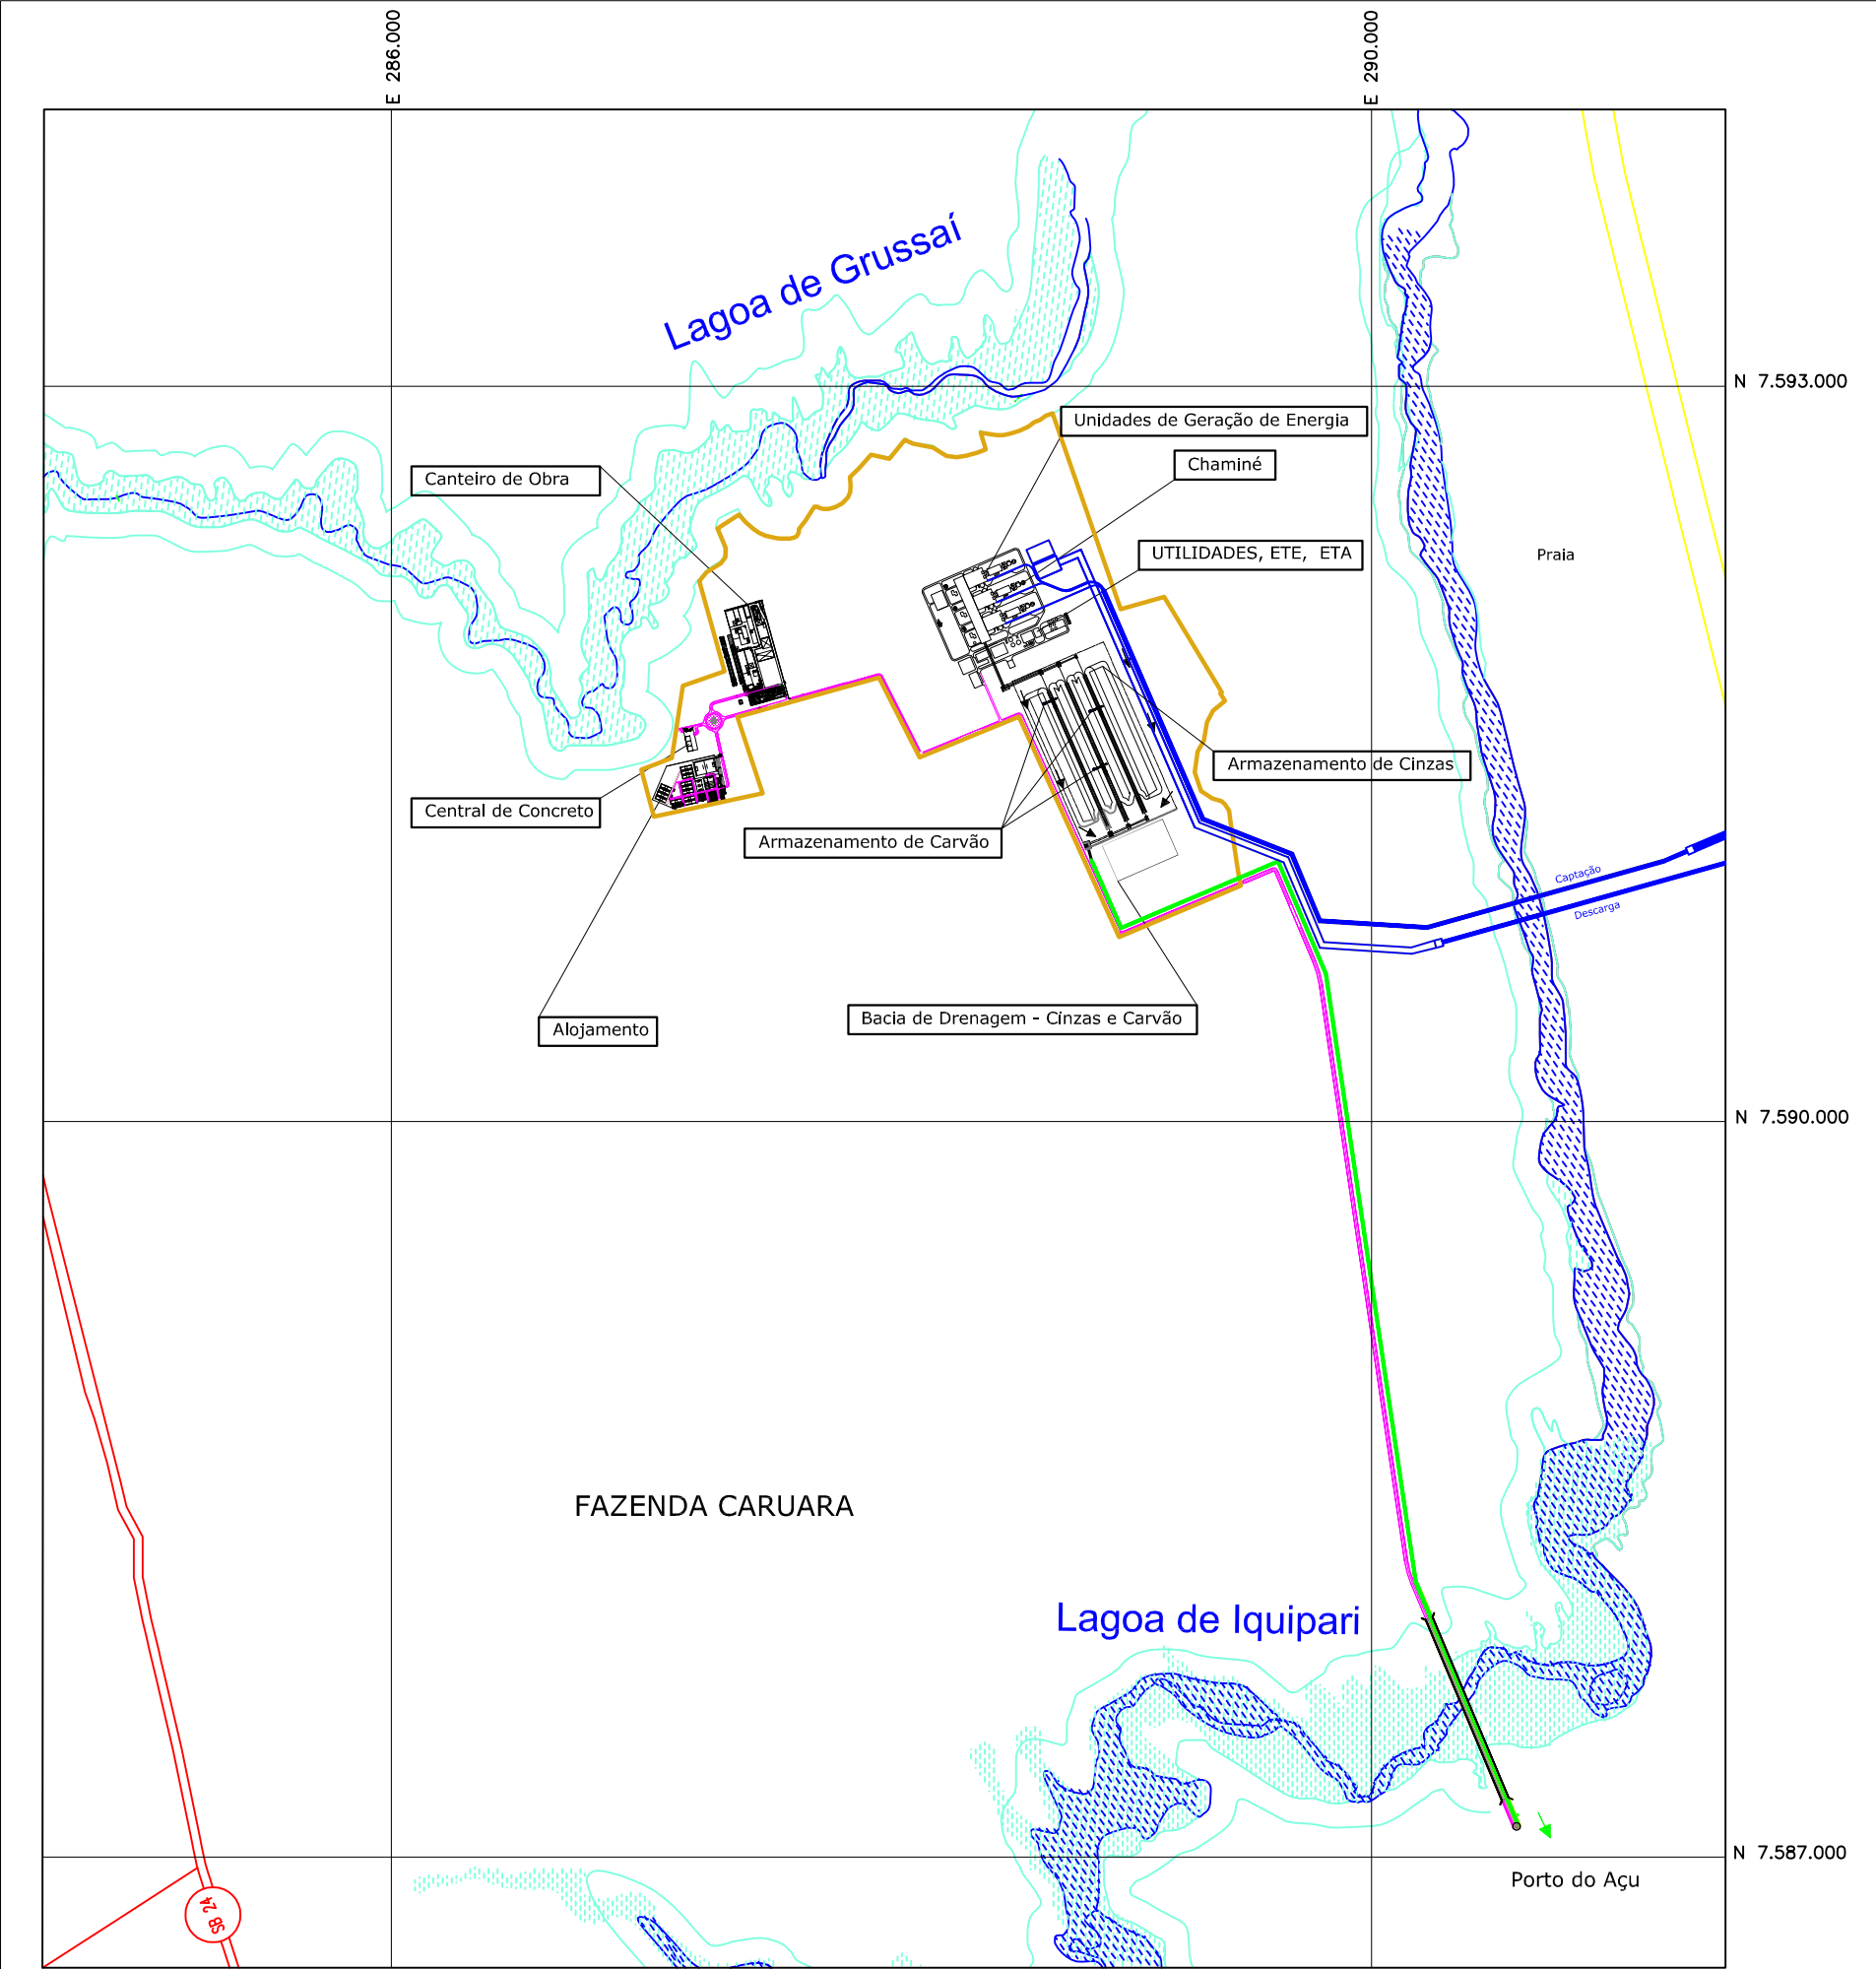 E 286.000
E 290.000
Lagoa de Grussaí
N 7.593.000
Unidades de Geração de Energia
Chaminé
Canteiro de Obra
UTILIDADES, ETE, ETA
Praia
Armazenamento de Cinzas
Central de Concreto
Armazenamento de Carvão
Captação
Descarga
Bacia de Drenagem - Cinzas e Carvão
Alojamento
N 7.590.000
FAZENDA CARUARA
Lagoa de Iquipari
N 7.587.000
Porto do Açu
SB 24